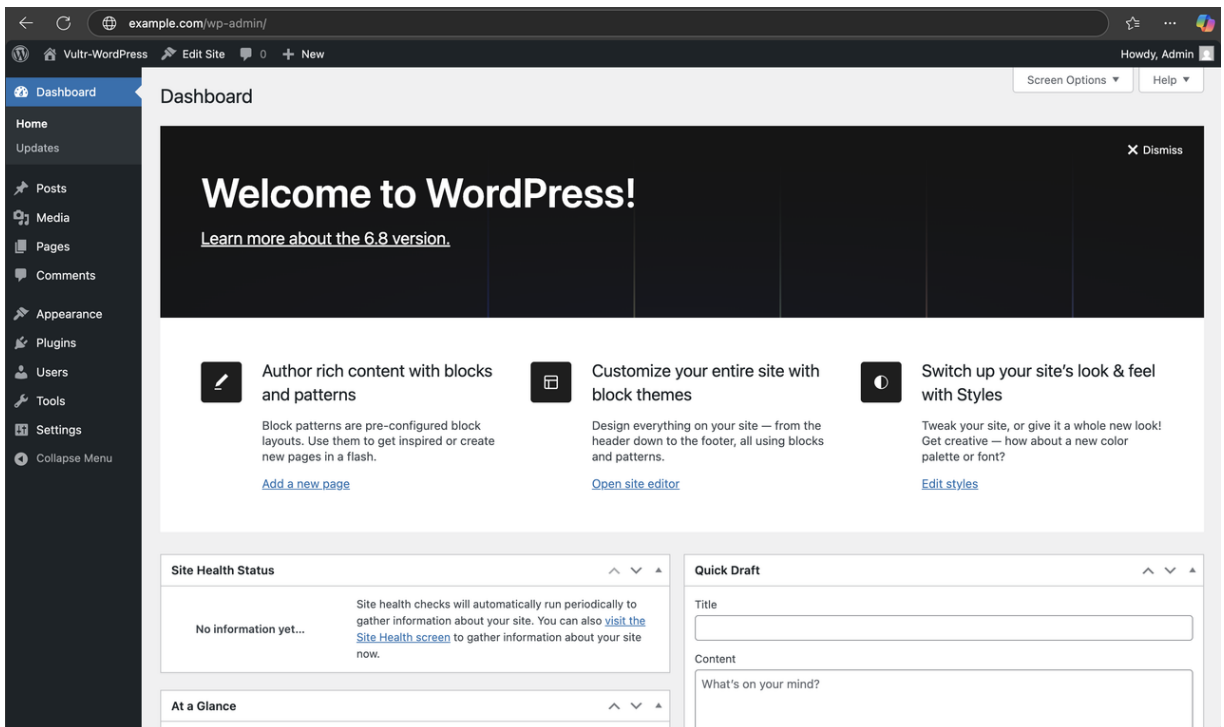 example.com/wp-admin/
Vultr-WordPress Edit Site 0 New Howdy, Admin
Screen Options Help
Dashboard
Home
Updates
Posts
Media
Pages
Comments
Appearance
Plugins
Users
Tools
Settings
Collapse Menu
Dashboard
Dismiss
Welcome to WordPress!
Learn more about the 6.8 version.
Author rich content with blocks
and patterns
Block patterns are pre-configured block
layouts. Use them to get inspired or create
new pages in a flash.
Add a new page
Customize your entire site with
block themes
Design everything on your site — from the
header down to the footer, all using blocks
and patterns.
Open site editor
Switch up your site's look & feel
with Styles
Tweak your site, or give it a whole new look!
Get creative — how about a new color
palette or font?
Edit styles
Site Health Status
No information yet...
Site health checks will automatically run periodically to
gather information about your site. You can also visit the
Site Health screen to gather information about your site
now.
At a Glance
Quick Draft
Title
Content
What's on your mind?